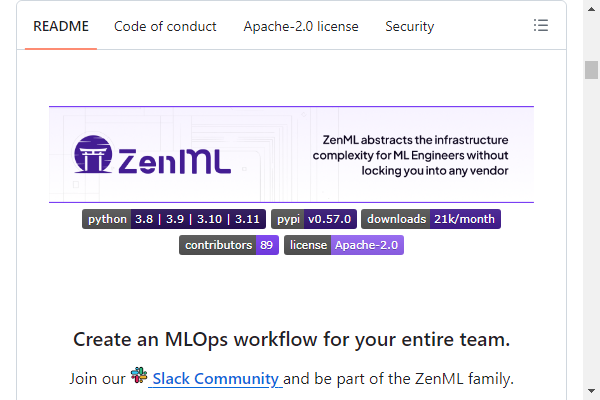 README Code of conduct Apache-2.0 license Security
ZenML
ZenML abstracts the infrastructure
complexity for ML Engineers without
locking you into any vendor
python 3.8 | 3.9 | 3.10 | 3.11 pypi v0.57.0 downloads 21k/month
contributors 89 license Apache-2.0
Create an MLOps workflow for your entire team.
Join our Slack Community and be part of the ZenML family.